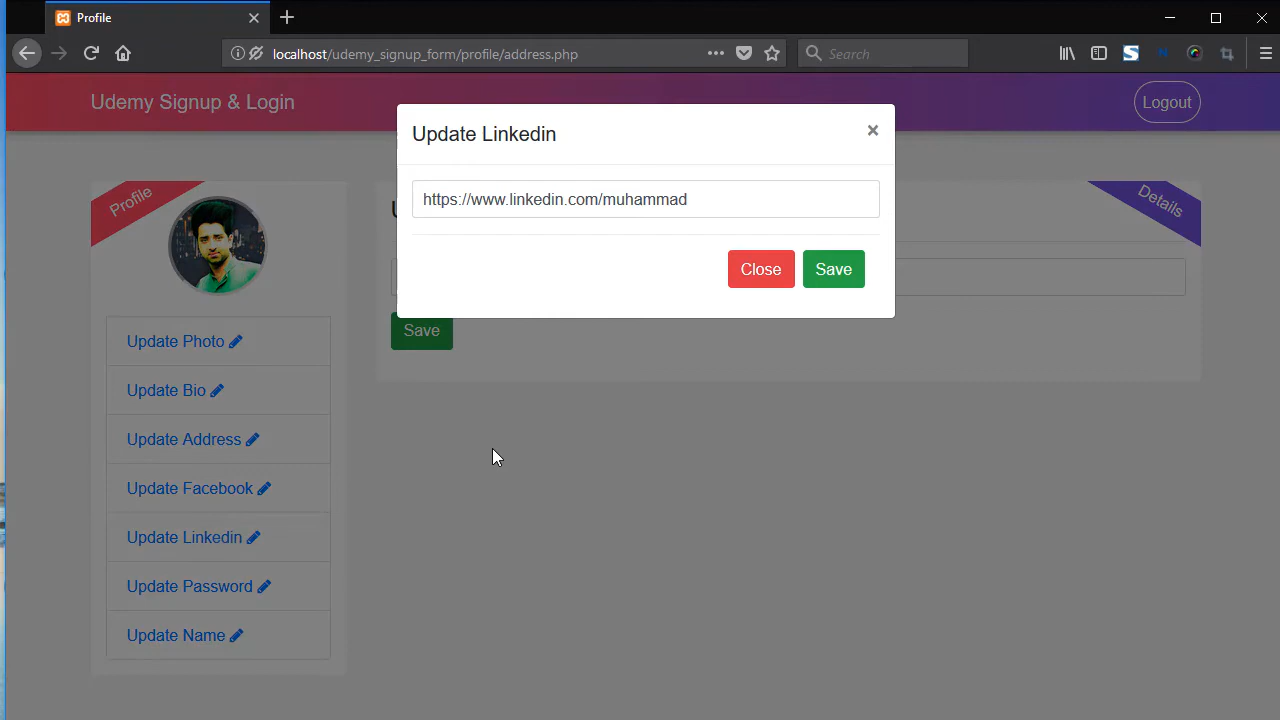 Profile
localhost/udemy_signup_form/profile/address.php
Search
Udemy Signup & Login
Logout
Update Linkedin
https://www.linkedin.com/muhammad
Close
Save
Profile
Details
Save
Update Photo
Update Bio
Update Address
Update Facebook
Update Linkedin
Update Password
Update Name